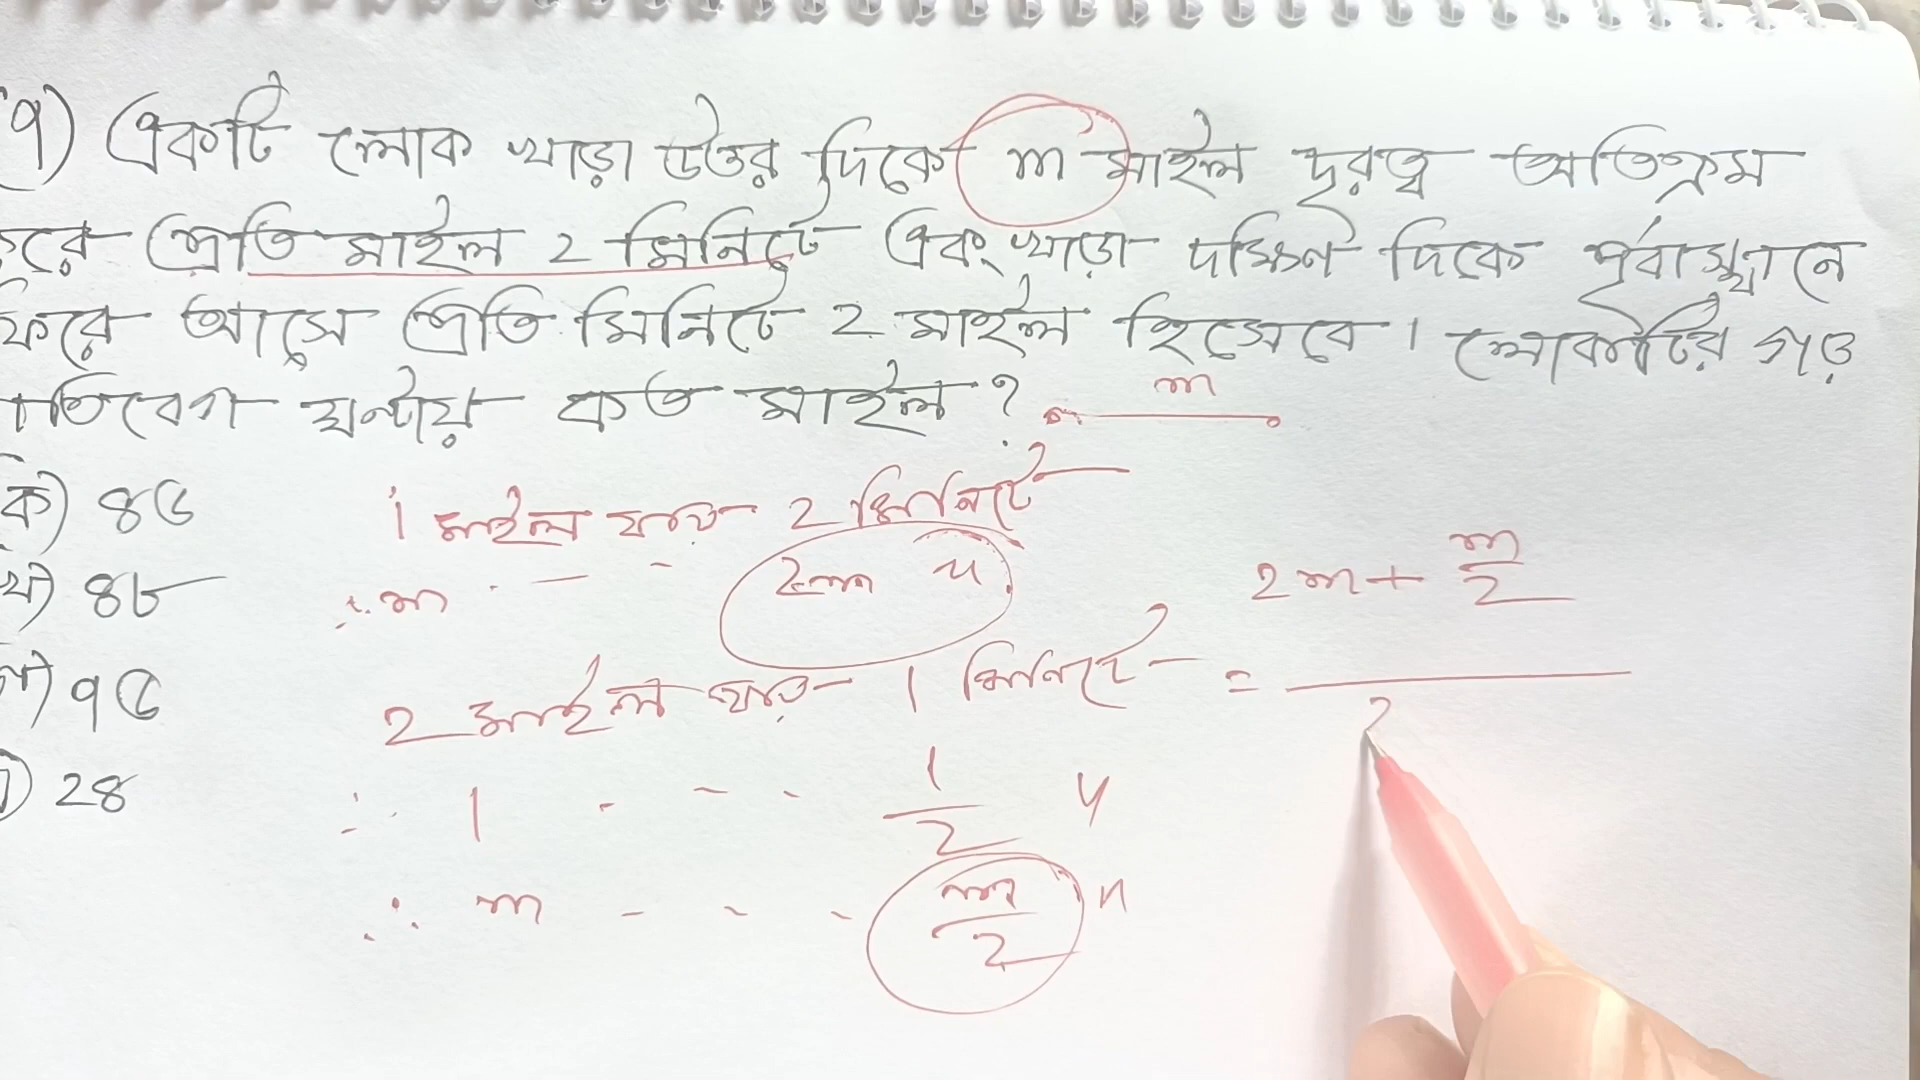 ৭) একটি লোক খাড়া উত্তর দিকে m মাইল দূরত্ব অতিক্রম
করে প্রতি মাইল 2 মিনিটে এবং খাড়া দক্ষিণ দিকে পূর্বাস্থানে
ফিরে আসে প্রতি মিনিটে 2 মাইল হিসেবে। লোকটির গড়
গতিবেগ ঘন্টায় কত মাইল?
m
ক) ৪৫
খ) ৪৮
গ) ৭৫
28
1 মাইল যায় 2 মিনিটে
∴ m - - 2m "
2 মাইল যায় 1 মিনিটে
∴ 1 - - - 1/2 "
∴ m - - - m/2 "
= 2m + m/2
2